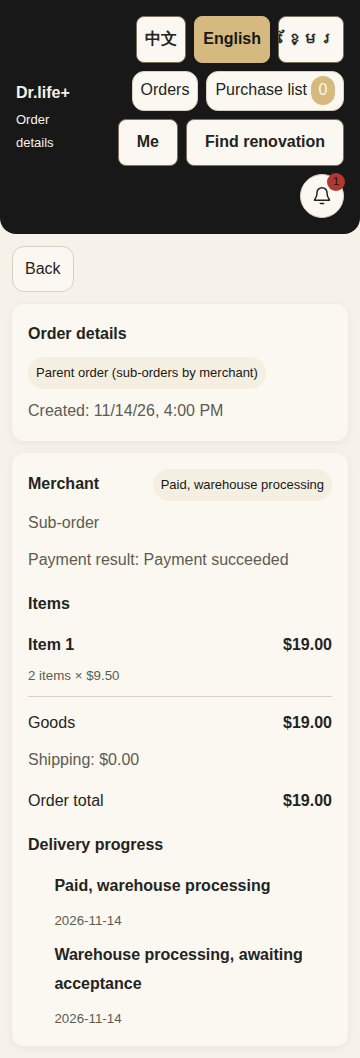 中文
English
ខ្មែរ
Dr.life+
Order details
Orders
Purchase list 0
Me
Find renovation
1
Back
Order details
Parent order (sub-orders by merchant)
Created: 11/14/26, 4:00 PM
Merchant
Paid, warehouse processing
Sub-order
Payment result: Payment succeeded
Items
Item 1 $19.00
2 items × $9.50
Goods $19.00
Shipping: $0.00
Order total $19.00
Delivery progress
Paid, warehouse processing
2026-11-14
Warehouse processing, awaiting
acceptance
2026-11-14